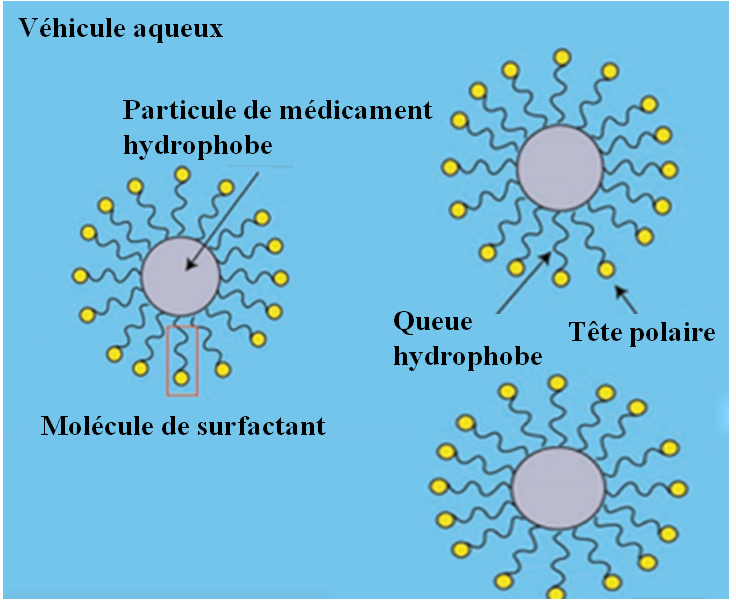 Véhicule aqueux
Particule de médicament
hydrophobe
Queue
hydrophobe
Tête polaire
Molécule de surfactant